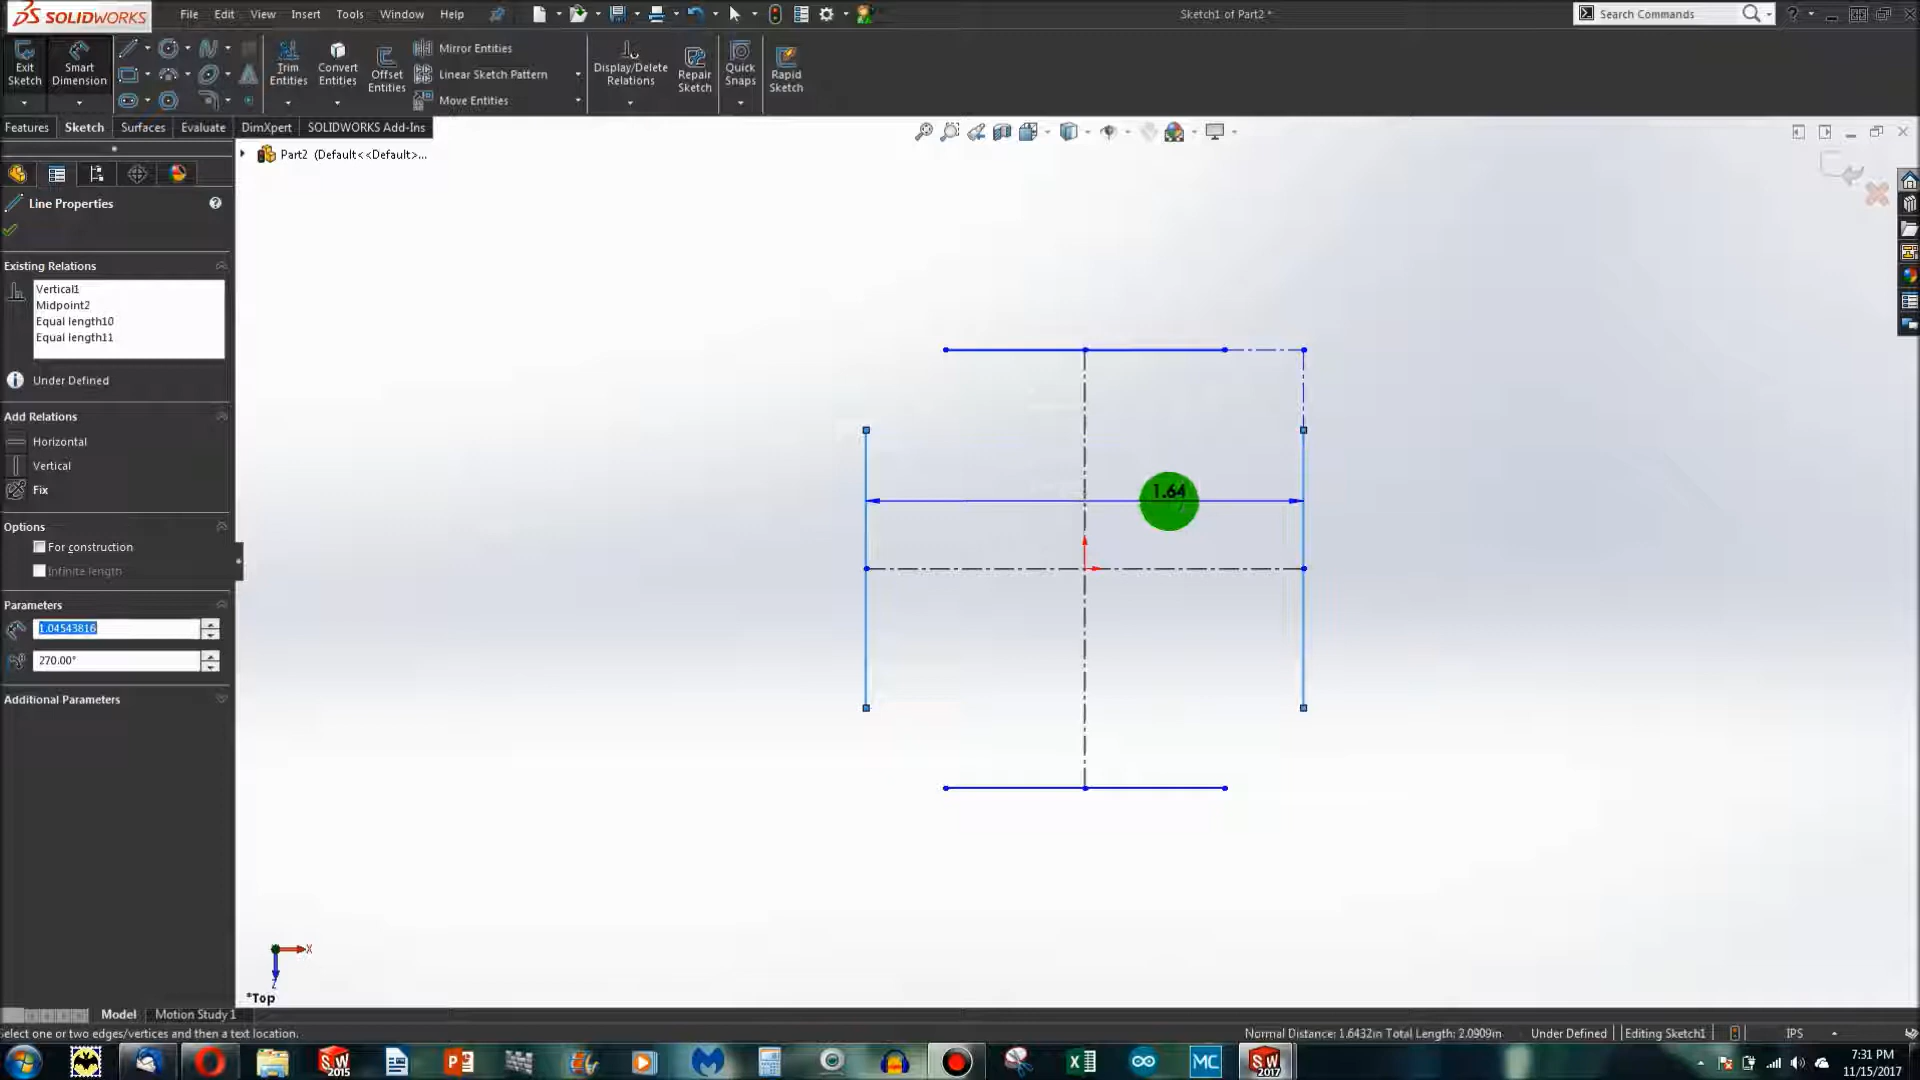 SOLIDWORKS
File Edit View Insert Tools Window Help
Sketch1 of Part2 *
Search Commands
Exit Sketch
Smart Dimension
Trim Entities
Convert Entities
Offset Entities
Mirror Entities
Linear Sketch Pattern
Move Entities
Display/Delete Relations
Repair Sketch
Quick Snaps
Rapid Sketch
Features Sketch Surfaces Evaluate DimXpert SOLIDWORKS Add-Ins
Part2 (Default<<Default>...
Line Properties
Existing Relations
Vertical1
Midpoint2
Equal length10
Equal length11
Under Defined
Add Relations
Horizontal
Vertical
Fix
Options
For construction
Infinite length
Parameters
1.04543816
270.00°
Additional Parameters
1.64
X
Z
*Top
Model Motion Study 1
Select one or two edges/vertices and then a text location.
Normal Distance: 1.6432in Total Length: 2.0909in Under Defined Editing Sketch1 IPS
SW 2015
MC
SW 2017
7:31 PM
11/15/2017